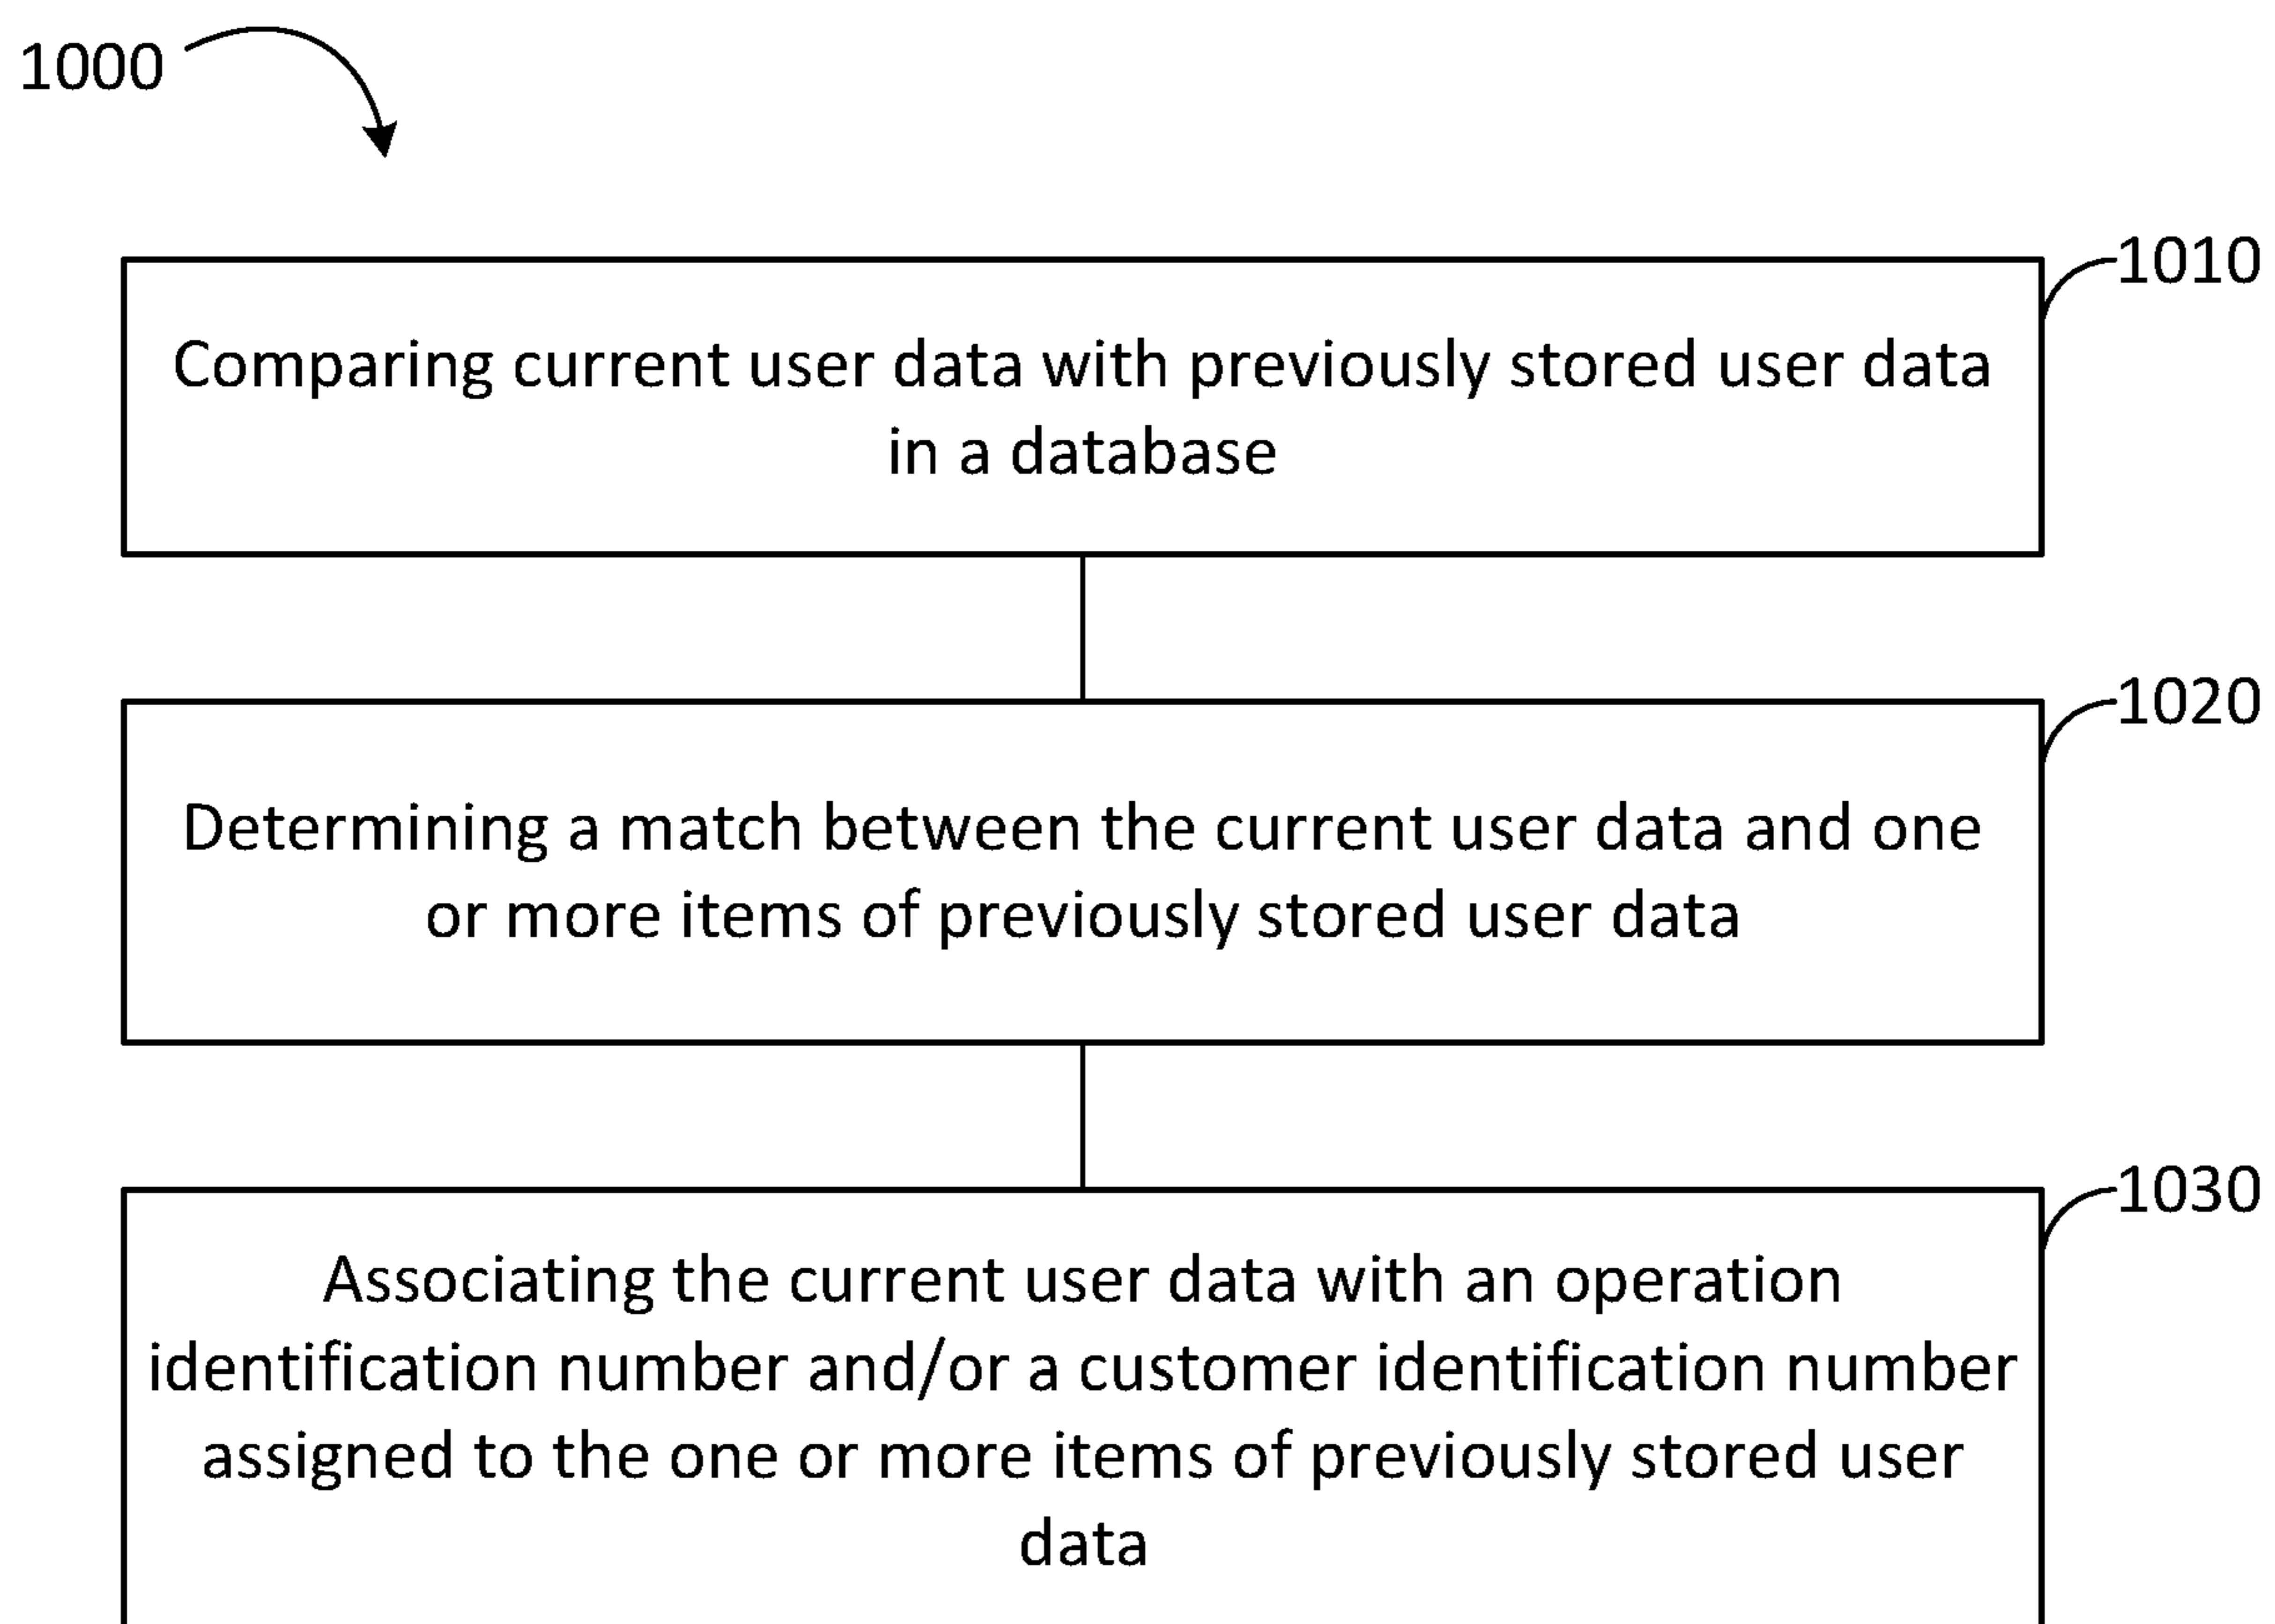 1000
1010
Comparing current user data with previously stored user data
in a database
1020
Determining a match between the current user data and one
or more items of previously stored user data
1030
Associating the current user data with an operation
identification number and/or a customer identification number
assigned to the one or more items of previously stored user
data